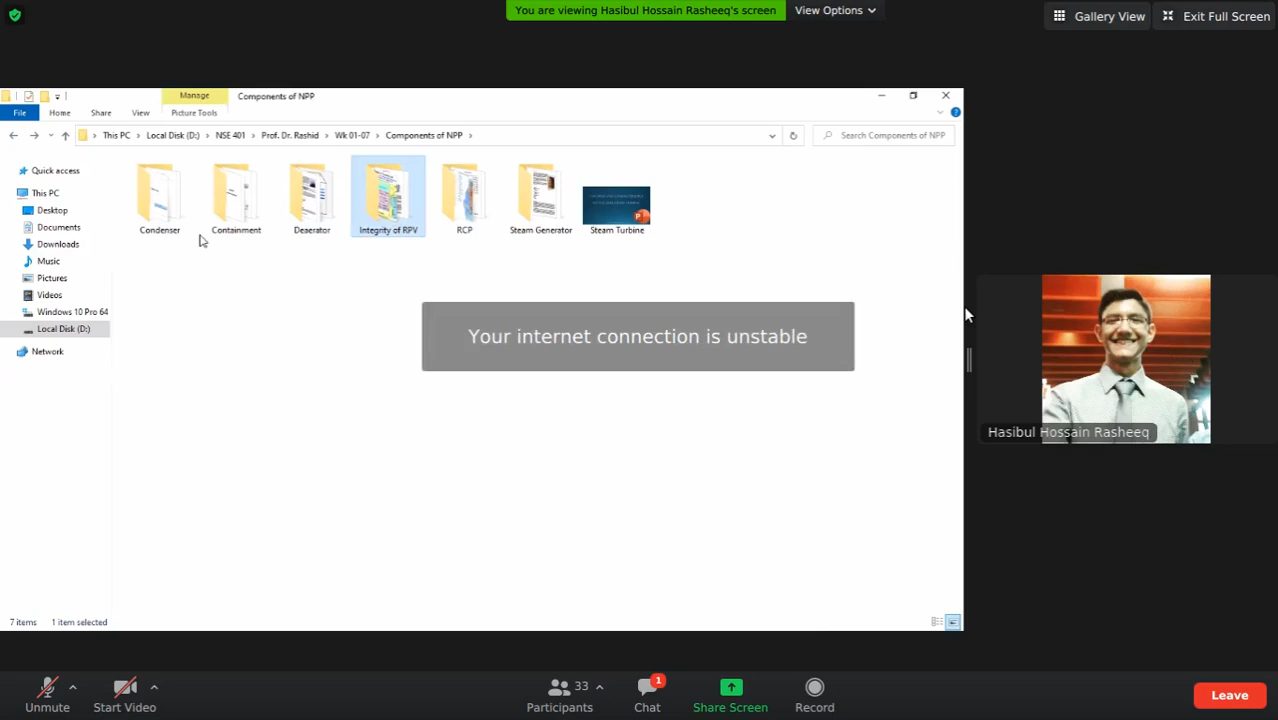 You are viewing Hasibul Hossain Rasheeq's screen
View Options
Gallery View
Exit Full Screen
Manage
Components of NPP
File
Home
Share
View
Picture Tools
This PC > Local Disk (D:) > NSE 401 > Prof. Dr. Rashid > Wk 01-07 > Components of NPP >
Search Components of NPP
Quick access
This PC
Desktop
Documents
Downloads
Music
Pictures
Videos
Windows 10 Pro 64
Local Disk (D:)
Network
Condenser
Containment
Deaerator
Integrity of RPV
RCP
Steam Generator
Steam Turbine
Your internet connection is unstable
Hasibul Hossain Rasheeq
7 items
1 item selected
Unmute
Start Video
33
Participants
1
Chat
Share Screen
Record
Leave